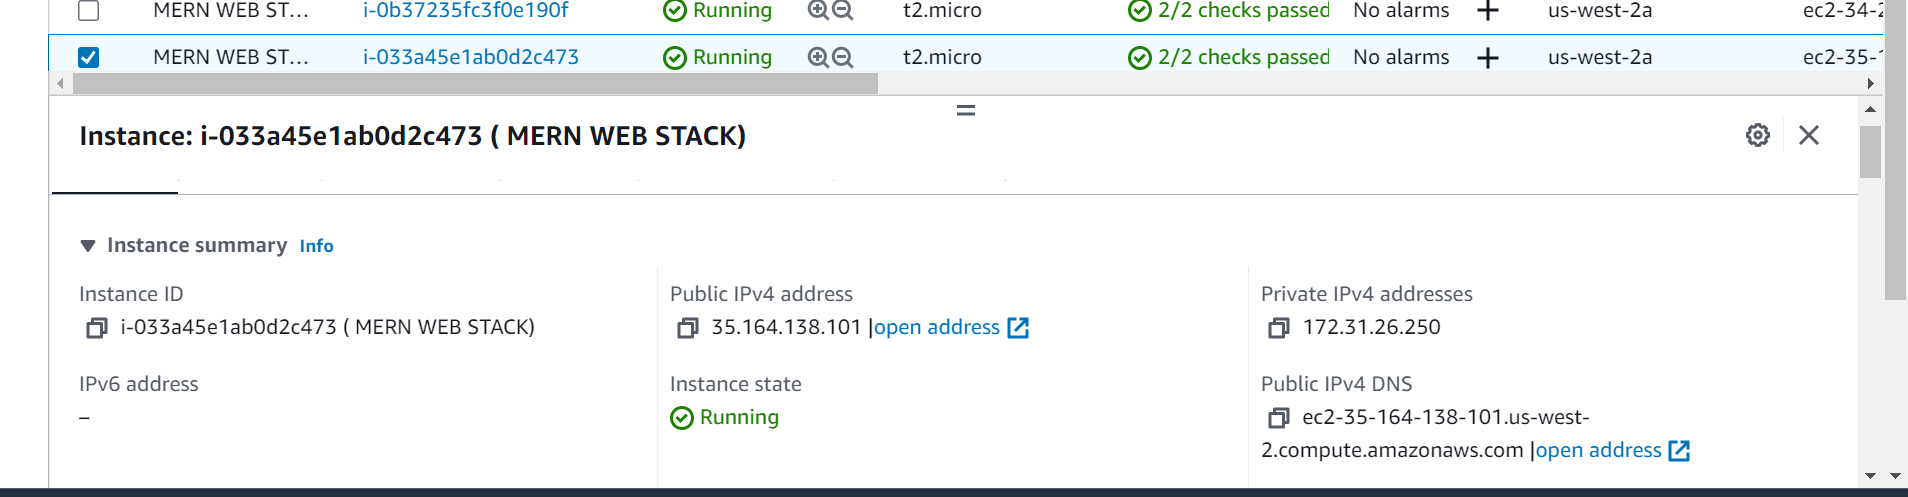 MERN WEB ST... i-0b37235fc3f0e190f Running t2.micro 2/2 checks passed No alarms + us-west-2a ec2-34-2
MERN WEB ST... i-033a45e1ab0d2c473 Running t2.micro 2/2 checks passed No alarms + us-west-2a ec2-35-1
Instance: i-033a45e1ab0d2c473 ( MERN WEB STACK)
Instance summary Info
Instance ID Public IPv4 address Private IPv4 addresses
i-033a45e1ab0d2c473 ( MERN WEB STACK) 35.164.138.101 |open address 172.31.26.250
IPv6 address Instance state Public IPv4 DNS
– Running ec2-35-164-138-101.us-west-
2.compute.amazonaws.com |open address